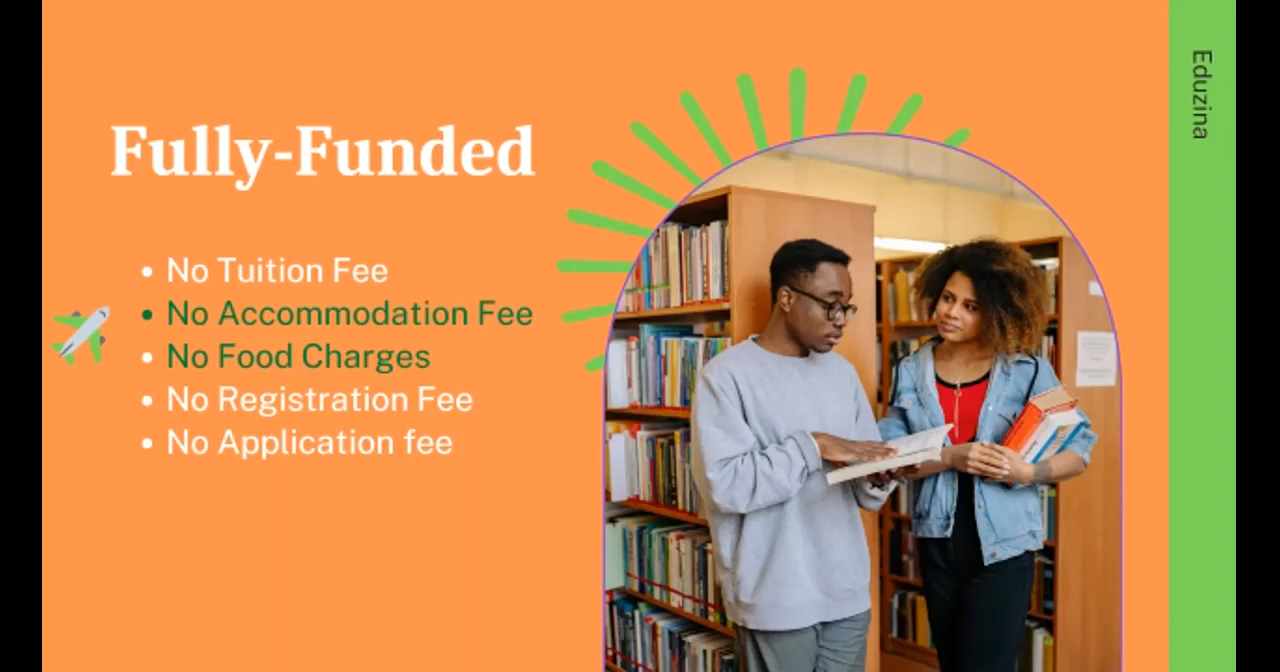 Fully-Funded
No Tuition Fee
No Accommodation Fee
No Food Charges
No Registration Fee
No Application fee
Eduzina